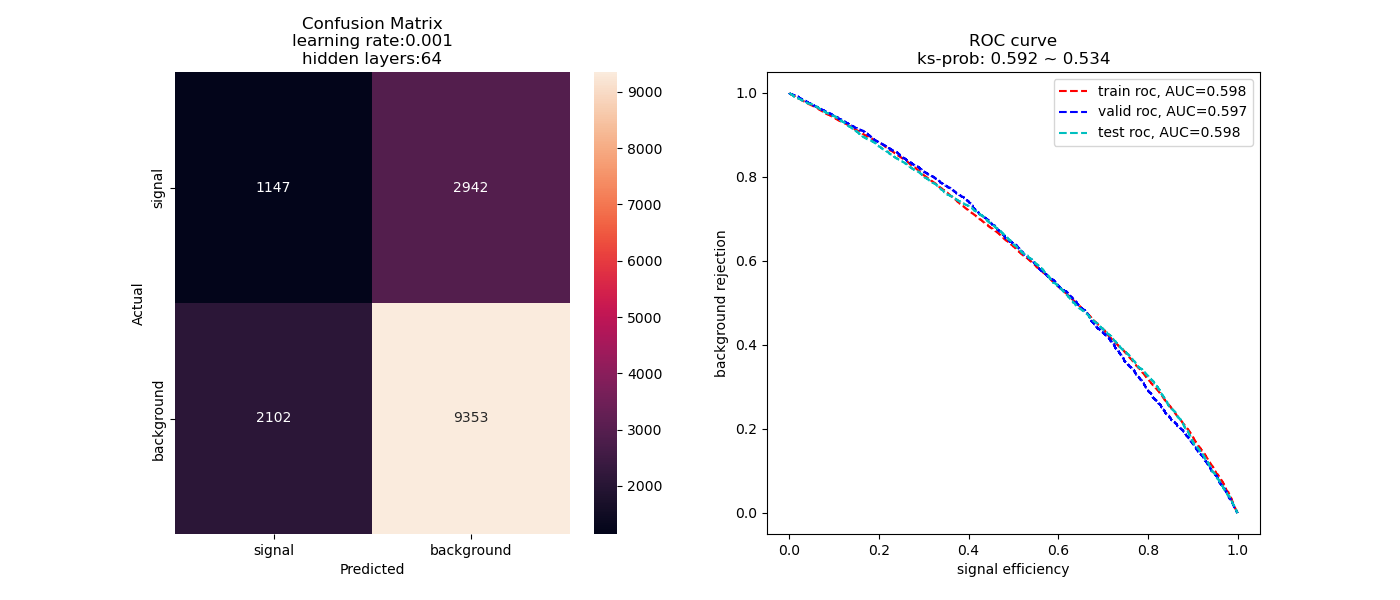 Confusion Matrix
learning rate:0.001
hidden layers:64
signal
background
Actual
1147
2942
2102
9353
signal
background
Predicted
9000
8000
7000
6000
5000
4000
3000
2000
ROC curve
ks-prob: 0.592 ~ 0.534
train roc, AUC=0.598
valid roc, AUC=0.597
test roc, AUC=0.598
background rejection
1.0
0.8
0.6
0.4
0.2
0.0
0.0
0.2
0.4
0.6
0.8
1.0
signal efficiency